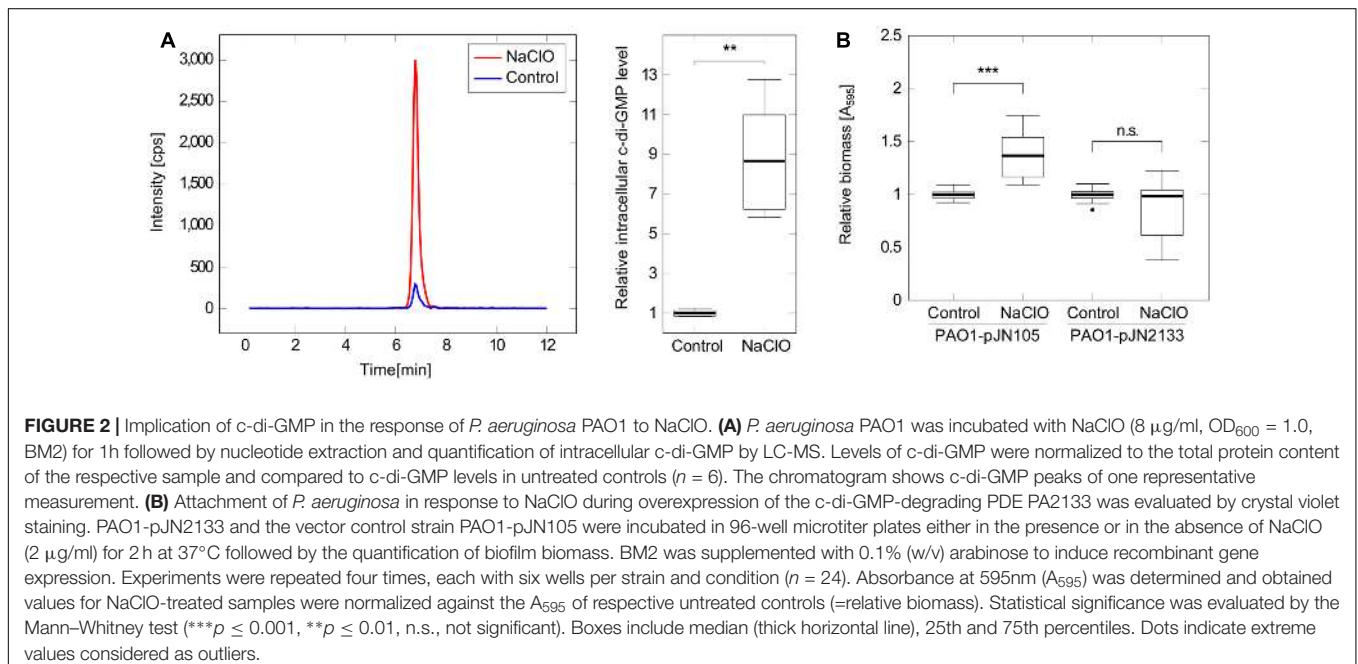 A
3,000
2,500
2,000
1,500
1,000
500
0
Intensity [cps]
NaClO
Control
0 2 4 6 8 10 12
Time[min]
**
13
11
9
7
5
3
1
Relative intracellular c-di-GMP level
Control NaClO
B
2
1.5
1
0.5
0
Relative biomass [A595]
***
n.s.
Control NaClO Control NaClO
PAO1-pJN105 PAO1-pJN2133
FIGURE 2 | Implication of c-di-GMP in the response of P. aeruginosa PAO1 to NaClO. (A) P. aeruginosa PAO1 was incubated with NaClO (8 μg/ml, OD600 = 1.0,
BM2) for 1h followed by nucleotide extraction and quantification of intracellular c-di-GMP by LC-MS. Levels of c-di-GMP were normalized to the total protein content
of the respective sample and compared to c-di-GMP levels in untreated controls (n = 6). The chromatogram shows c-di-GMP peaks of one representative
measurement. (B) Attachment of P. aeruginosa in response to NaClO during overexpression of the c-di-GMP-degrading PDE PA2133 was evaluated by crystal violet
staining. PAO1-pJN2133 and the vector control strain PAO1-pJN105 were incubated in 96-well microtiter plates either in the presence or in the absence of NaClO
(2 μg/ml) for 2 h at 37°C followed by the quantification of biofilm biomass. BM2 was supplemented with 0.1% (w/v) arabinose to induce recombinant gene
expression. Experiments were repeated four times, each with six wells per strain and condition (n = 24). Absorbance at 595nm (A595) was determined and obtained
values for NaClO-treated samples were normalized against the A595 of respective untreated controls (=relative biomass). Statistical significance was evaluated by the
Mann–Whitney test (***p ≤ 0.001, **p ≤ 0.01, n.s., not significant). Boxes include median (thick horizontal line), 25th and 75th percentiles. Dots indicate extreme
values considered as outliers.